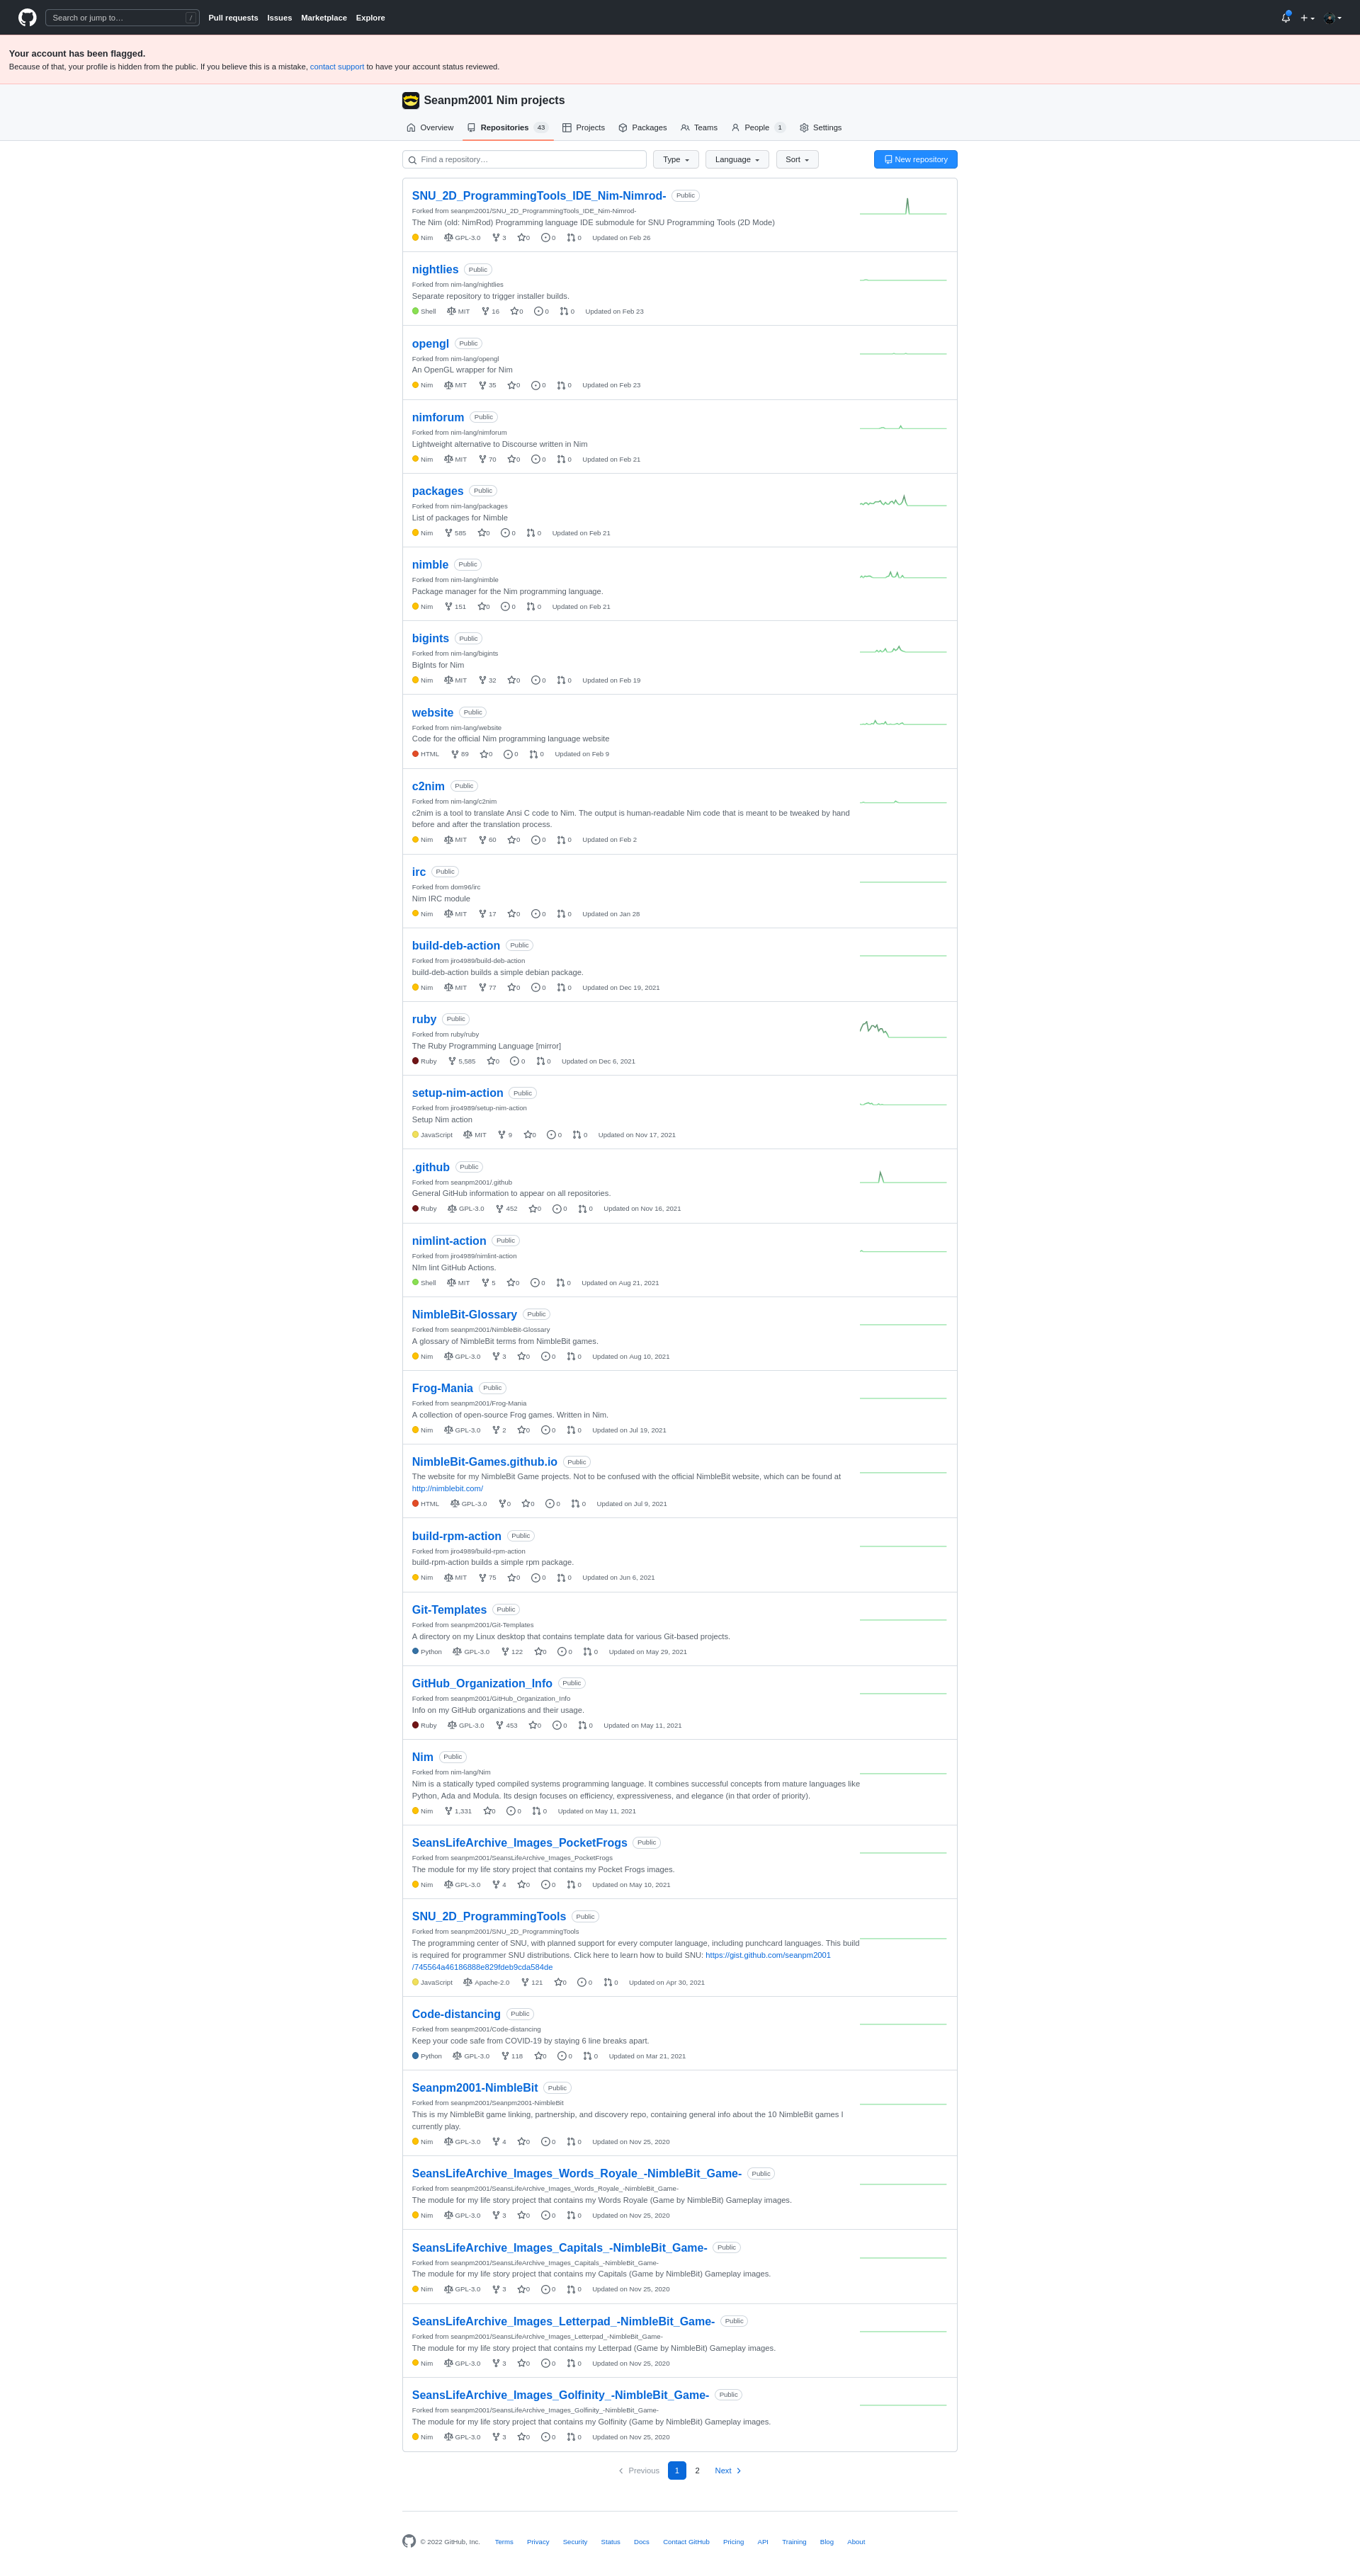 Search or jump to… /
Pull requests Issues Marketplace Explore
Your account has been flagged.
Because of that, your profile is hidden from the public. If you believe this is a mistake, contact support to have your account status reviewed.
Seanpm2001 Nim projects
Overview Repositories 43 Projects Packages Teams People 1 Settings
Find a repository… Type Language Sort New repository
SNU_2D_ProgrammingTools_IDE_Nim-Nimrod- Public
Forked from seanpm2001/SNU_2D_ProgrammingTools_IDE_Nim-Nimrod-
The Nim (old: NimRod) Programming language IDE submodule for SNU Programming Tools (2D Mode)
Nim GPL-3.0 3 0 0 0 Updated on Feb 26
nightlies Public
Forked from nim-lang/nightlies
Separate repository to trigger installer builds.
Shell MIT 16 0 0 0 Updated on Feb 23
opengl Public
Forked from nim-lang/opengl
An OpenGL wrapper for Nim
Nim MIT 35 0 0 0 Updated on Feb 23
nimforum Public
Forked from nim-lang/nimforum
Lightweight alternative to Discourse written in Nim
Nim MIT 70 0 0 0 Updated on Feb 21
packages Public
Forked from nim-lang/packages
List of packages for Nimble
Nim 585 0 0 0 Updated on Feb 21
nimble Public
Forked from nim-lang/nimble
Package manager for the Nim programming language.
Nim 151 0 0 0 Updated on Feb 21
bigints Public
Forked from nim-lang/bigints
BigInts for Nim
Nim MIT 32 0 0 0 Updated on Feb 19
website Public
Forked from nim-lang/website
Code for the official Nim programming language website
HTML 89 0 0 0 Updated on Feb 9
c2nim Public
Forked from nim-lang/c2nim
c2nim is a tool to translate Ansi C code to Nim. The output is human-readable Nim code that is meant to be tweaked by hand
before and after the translation process.
Nim MIT 60 0 0 0 Updated on Feb 2
irc Public
Forked from dom96/irc
Nim IRC module
Nim MIT 17 0 0 0 Updated on Jan 28
build-deb-action Public
Forked from jiro4989/build-deb-action
build-deb-action builds a simple debian package.
Nim MIT 77 0 0 0 Updated on Dec 19, 2021
ruby Public
Forked from ruby/ruby
The Ruby Programming Language [mirror]
Ruby 5,585 0 0 0 Updated on Dec 6, 2021
setup-nim-action Public
Forked from jiro4989/setup-nim-action
Setup Nim action
JavaScript MIT 9 0 0 0 Updated on Nov 17, 2021
.github Public
Forked from seanpm2001/.github
General GitHub information to appear on all repositories.
Ruby GPL-3.0 452 0 0 0 Updated on Nov 16, 2021
nimlint-action Public
Forked from jiro4989/nimlint-action
NIm lint GitHub Actions.
Shell MIT 5 0 0 0 Updated on Aug 21, 2021
NimbleBit-Glossary Public
Forked from seanpm2001/NimbleBit-Glossary
A glossary of NimbleBit terms from NimbleBit games.
Nim GPL-3.0 3 0 0 0 Updated on Aug 10, 2021
Frog-Mania Public
Forked from seanpm2001/Frog-Mania
A collection of open-source Frog games. Written in Nim.
Nim GPL-3.0 2 0 0 0 Updated on Jul 19, 2021
NimbleBit-Games.github.io Public
The website for my NimbleBit Game projects. Not to be confused with the official NimbleBit website, which can be found at
http://nimblebit.com/
HTML GPL-3.0 0 0 0 0 Updated on Jul 9, 2021
build-rpm-action Public
Forked from jiro4989/build-rpm-action
build-rpm-action builds a simple rpm package.
Nim MIT 75 0 0 0 Updated on Jun 6, 2021
Git-Templates Public
Forked from seanpm2001/Git-Templates
A directory on my Linux desktop that contains template data for various Git-based projects.
Python GPL-3.0 122 0 0 0 Updated on May 29, 2021
GitHub_Organization_Info Public
Forked from seanpm2001/GitHub_Organization_Info
Info on my GitHub organizations and their usage.
Ruby GPL-3.0 453 0 0 0 Updated on May 11, 2021
Nim Public
Forked from nim-lang/Nim
Nim is a statically typed compiled systems programming language. It combines successful concepts from mature languages like
Python, Ada and Modula. Its design focuses on efficiency, expressiveness, and elegance (in that order of priority).
Nim 1,331 0 0 0 Updated on May 11, 2021
SeansLifeArchive_Images_PocketFrogs Public
Forked from seanpm2001/SeansLifeArchive_Images_PocketFrogs
The module for my life story project that contains my Pocket Frogs images.
Nim GPL-3.0 4 0 0 0 Updated on May 10, 2021
SNU_2D_ProgrammingTools Public
Forked from seanpm2001/SNU_2D_ProgrammingTools
The programming center of SNU, with planned support for every computer language, including punchcard languages. This build
is required for programmer SNU distributions. Click here to learn how to build SNU: https://gist.github.com/seanpm2001
/745564a46186888e829fdeb9cda584de
JavaScript Apache-2.0 121 0 0 0 Updated on Apr 30, 2021
Code-distancing Public
Forked from seanpm2001/Code-distancing
Keep your code safe from COVID-19 by staying 6 line breaks apart.
Python GPL-3.0 118 0 0 0 Updated on Mar 21, 2021
Seanpm2001-NimbleBit Public
Forked from seanpm2001/Seanpm2001-NimbleBit
This is my NimbleBit game linking, partnership, and discovery repo, containing general info about the 10 NimbleBit games I
currently play.
Nim GPL-3.0 4 0 0 0 Updated on Nov 25, 2020
SeansLifeArchive_Images_Words_Royale_-NimbleBit_Game- Public
Forked from seanpm2001/SeansLifeArchive_Images_Words_Royale_-NimbleBit_Game-
The module for my life story project that contains my Words Royale (Game by NimbleBit) Gameplay images.
Nim GPL-3.0 3 0 0 0 Updated on Nov 25, 2020
SeansLifeArchive_Images_Capitals_-NimbleBit_Game- Public
Forked from seanpm2001/SeansLifeArchive_Images_Capitals_-NimbleBit_Game-
The module for my life story project that contains my Capitals (Game by NimbleBit) Gameplay images.
Nim GPL-3.0 3 0 0 0 Updated on Nov 25, 2020
SeansLifeArchive_Images_Letterpad_-NimbleBit_Game- Public
Forked from seanpm2001/SeansLifeArchive_Images_Letterpad_-NimbleBit_Game-
The module for my life story project that contains my Letterpad (Game by NimbleBit) Gameplay images.
Nim GPL-3.0 3 0 0 0 Updated on Nov 25, 2020
SeansLifeArchive_Images_Golfinity_-NimbleBit_Game- Public
Forked from seanpm2001/SeansLifeArchive_Images_Golfinity_-NimbleBit_Game-
The module for my life story project that contains my Golfinity (Game by NimbleBit) Gameplay images.
Nim GPL-3.0 3 0 0 0 Updated on Nov 25, 2020
Previous 1 2 Next
© 2022 GitHub, Inc. Terms Privacy Security Status Docs Contact GitHub Pricing API Training Blog About